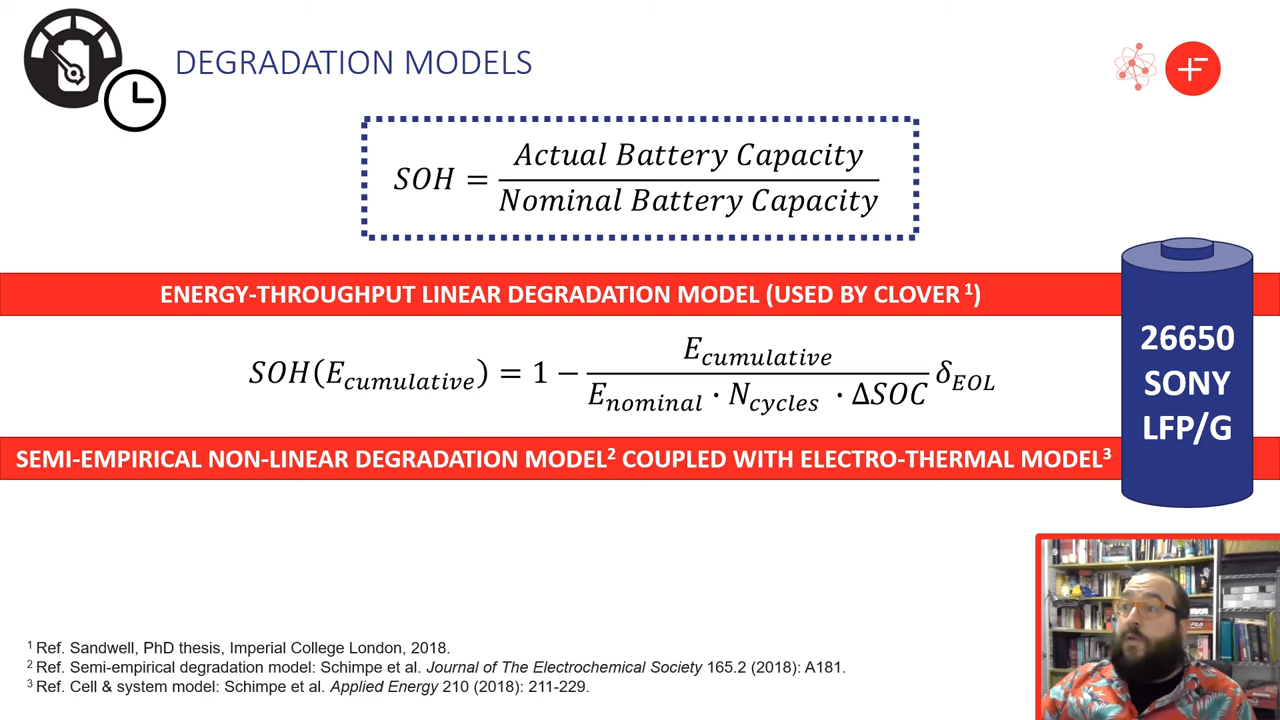 DEGRADATION MODELS
SOH = Actual Battery Capacity / Nominal Battery Capacity
ENERGY-THROUGHPUT LINEAR DEGRADATION MODEL (USED BY CLOVER ¹)
SOH(E_cumulative) = 1 − E_cumulative / (E_nominal · N_cycles · ΔSOC) δ_EOL
26650
SONY
LFP/G
SEMI-EMPIRICAL NON-LINEAR DEGRADATION MODEL² COUPLED WITH ELECTRO-THERMAL MODEL³
¹ Ref. Sandwell, PhD thesis, Imperial College London, 2018.
² Ref. Semi-empirical degradation model: Schimpe et al. Journal of The Electrochemical Society 165.2 (2018): A181.
³ Ref. Cell & system model: Schimpe et al. Applied Energy 210 (2018): 211-229.